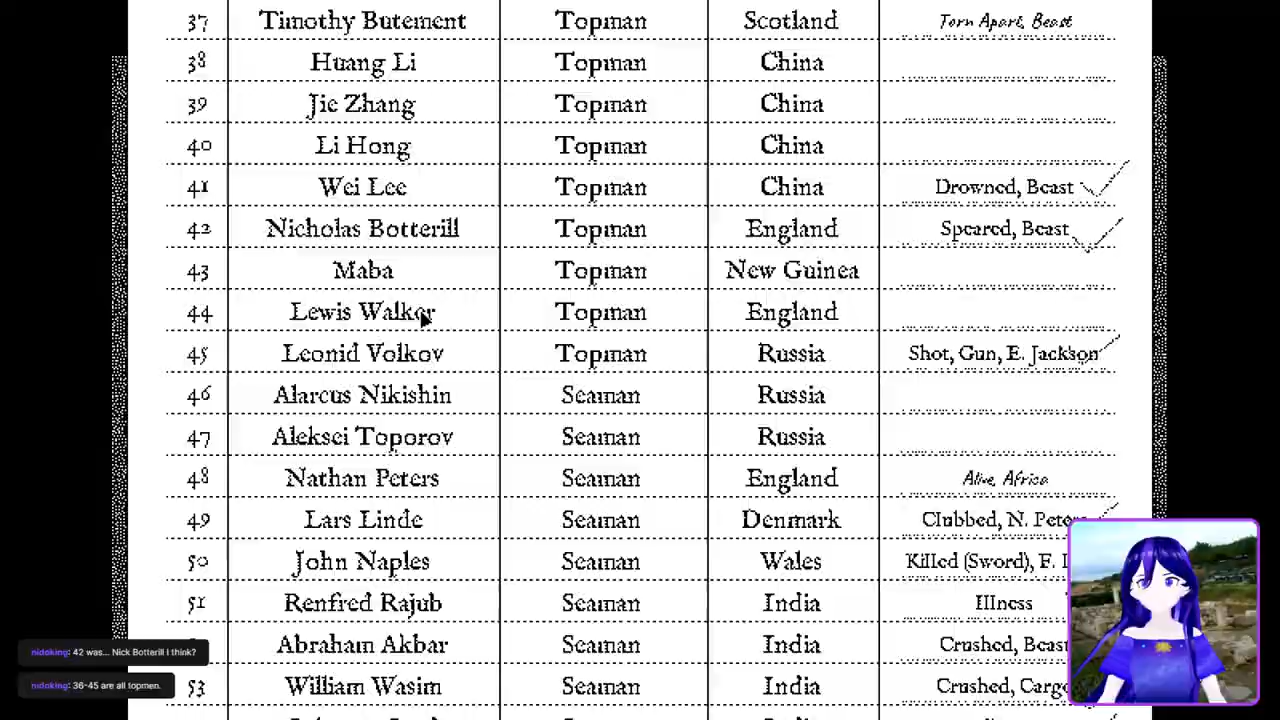 37 Timothy Butement Topman Scotland Torn Apart, Beast
38 Huang Li Topman China
39 Jie Zhang Topman China
40 Li Hong Topman China
41 Wei Lee Topman China Drowned, Beast
42 Nicholas Botterill Topman England Speared, Beast
43 Maba Topman New Guinea
44 Lewis Walker Topman England
45 Leonid Volkov Topman Russia Shot, Gun, E. Jackson
46 Alarcus Nikishin Seaman Russia
47 Aleksei Toporov Seaman Russia
48 Nathan Peters Seaman England Alive, Africa
49 Lars Linde Seaman Denmark Clubbed, N. Peters
50 John Naples Seaman Wales Killed (Sword), F.
51 Renfred Rajub Seaman India Illness
Abraham Akbar Seaman India Crushed, Beast
53 William Wasim Seaman India Crushed, Cargo
nidoking: 42 was... Nick Botterill I think?
nidoking: 36-45 are all topmen.